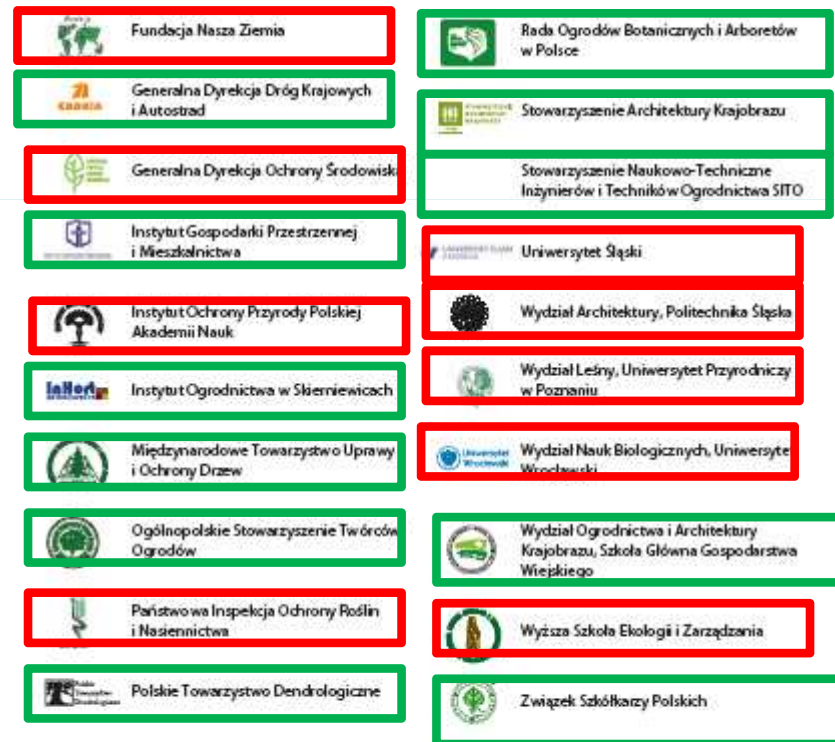 Fundacja Nasza Ziemia
Generalna Dyrekcja Dróg Krajowych
i Autostrad
Generalna Dyrekcja Ochrony Środowiska
Instytut Gospodarki Przestrzennej
i Mieszkalnictwa
Instytut Ochrony Przyrody Polskiej
Akademii Nauk
InHort
Instytut Ogrodnictwa w Skierniewicach
Międzynarodowe Towarzystwo Uprawy
i Ochrony Drzew
Ogólnopolskie Stowarzyszenie Twórców
Ogrodów
Państwowa Inspekcja Ochrony Roślin
i Nasiennictwa
Polskie Towarzystwo Dendrologiczne
Rada Ogrodów Botanicznych i Arboretów
w Polsce
Stowarzyszenie Architektury Krajobrazu
Stowarzyszenie Naukowo-Techniczne
Inżynierów i Techników Ogrodnictwa SITO
Uniwersytet Śląski
Wydział Architektury, Politechnika Śląska
Wydział Leśny, Uniwersytet Przyrodniczy
w Poznaniu
Uniwersytet
Wrocławski
Wydział Nauk Biologicznych, Uniwersyte
Wrocławski
Wydział Ogrodnictwa i Architektury
Krajobrazu, Szkoła Główna Gospodarstwa
Wiejskiego
Wyższa Szkoła Ekologii i Zarządzania
Związek Szkółkarzy Polskich